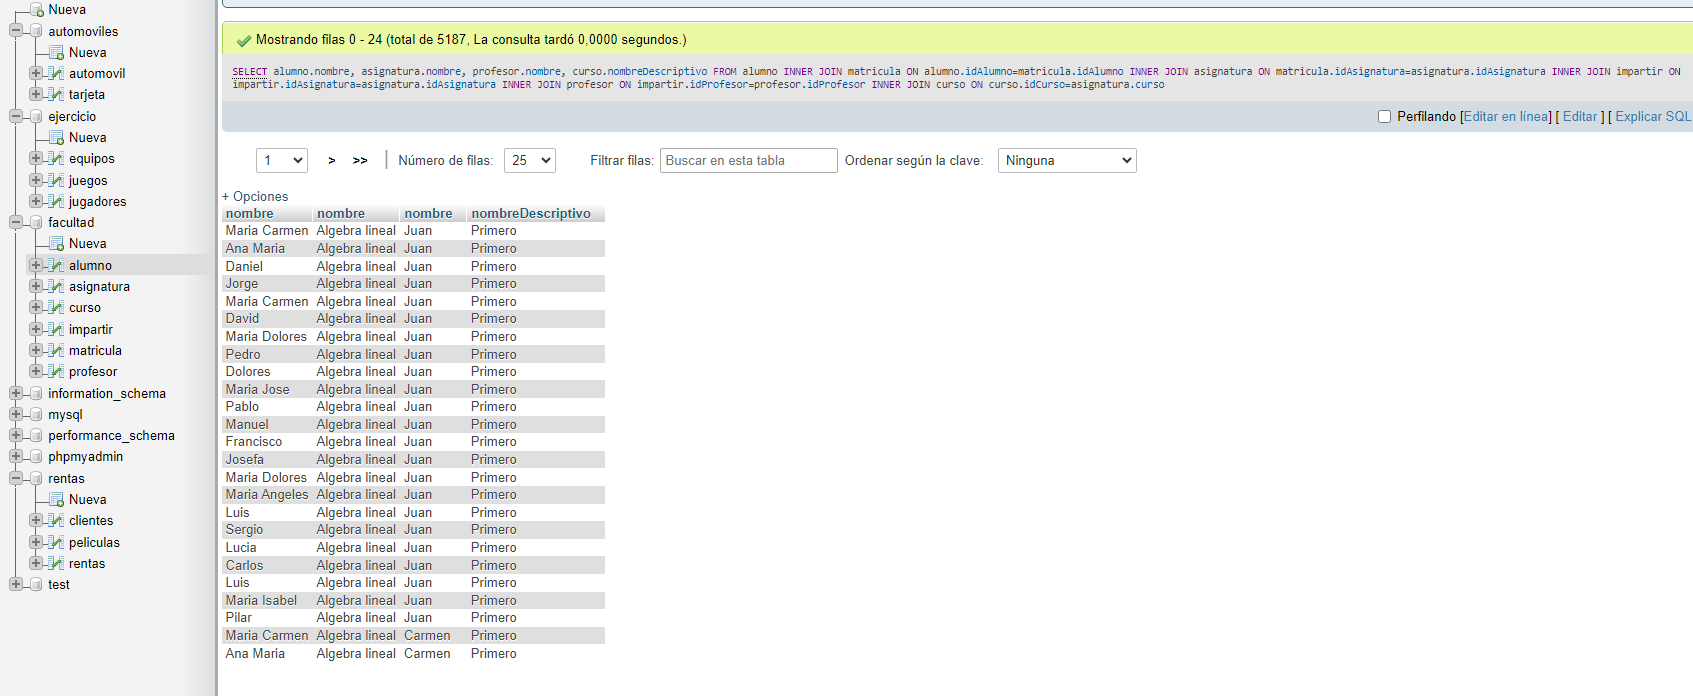 Nueva
automoviles
Nueva
automovil
tarjeta
ejercicio
Nueva
equipos
juegos
jugadores
facultad
Nueva
alumno
asignatura
curso
impartir
matricula
profesor
information_schema
mysql
performance_schema
phpmyadmin
rentas
Nueva
clientes
peliculas
rentas
test
Mostrando filas 0 - 24 (total de 5187, La consulta tardó 0,0000 segundos.)
SELECT alumno.nombre, asignatura.nombre, profesor.nombre, curso.nombreDescriptivo FROM alumno INNER JOIN matricula ON alumno.idAlumno=matricula.idAlumno INNER JOIN asignatura ON matricula.idAsignatura=asignatura.idAsignatura INNER JOIN impartir ON
impartir.idAsignatura=asignatura.idAsignatura INNER JOIN profesor ON impartir.idProfesor=profesor.idProfesor INNER JOIN curso ON curso.idCurso=asignatura.curso
Perfilando [Editar en línea] [ Editar ] [ Explicar SQL
1 > >> | Número de filas: 25 Filtrar filas: Buscar en esta tabla Ordenar según la clave: Ninguna
+ Opciones
nombre nombre nombre nombreDescriptivo
Maria Carmen Algebra lineal Juan Primero
Ana Maria Algebra lineal Juan Primero
Daniel Algebra lineal Juan Primero
Jorge Algebra lineal Juan Primero
Maria Carmen Algebra lineal Juan Primero
David Algebra lineal Juan Primero
Maria Dolores Algebra lineal Juan Primero
Pedro Algebra lineal Juan Primero
Dolores Algebra lineal Juan Primero
Maria Jose Algebra lineal Juan Primero
Pablo Algebra lineal Juan Primero
Manuel Algebra lineal Juan Primero
Francisco Algebra lineal Juan Primero
Josefa Algebra lineal Juan Primero
Maria Dolores Algebra lineal Juan Primero
Maria Angeles Algebra lineal Juan Primero
Luis Algebra lineal Juan Primero
Sergio Algebra lineal Juan Primero
Lucia Algebra lineal Juan Primero
Carlos Algebra lineal Juan Primero
Luis Algebra lineal Juan Primero
Maria Isabel Algebra lineal Juan Primero
Pilar Algebra lineal Juan Primero
Maria Carmen Algebra lineal Carmen Primero
Ana Maria Algebra lineal Carmen Primero